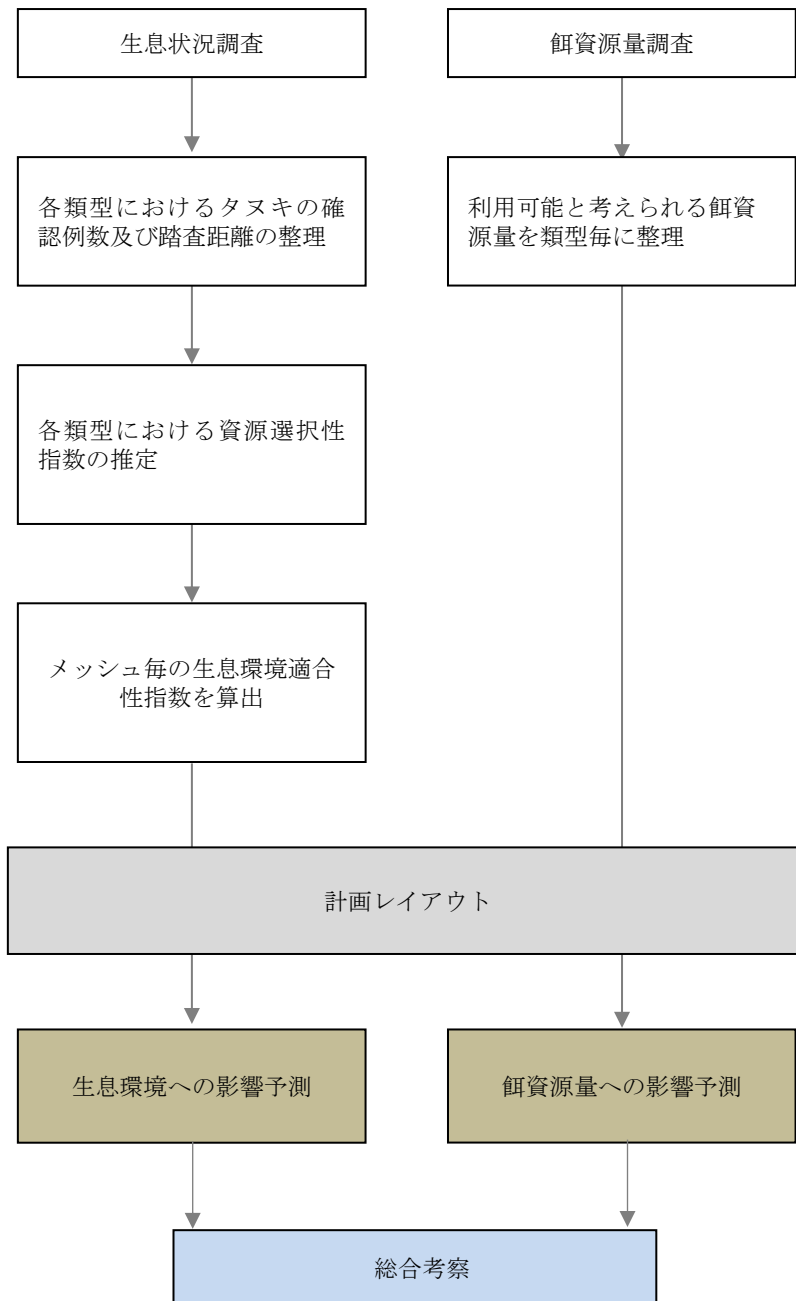 生息状況調査
餌資源量調査
各類型におけるタヌキの確
認例数及び踏査距離の整理
利用可能と考えられる餌資
源量を類型毎に整理
各類型における資源選択性
指数の推定
メッシュ毎の生息環境適合
性指数を算出
計画レイアウト
生息環境への影響予測
餌資源量への影響予測
総合考察